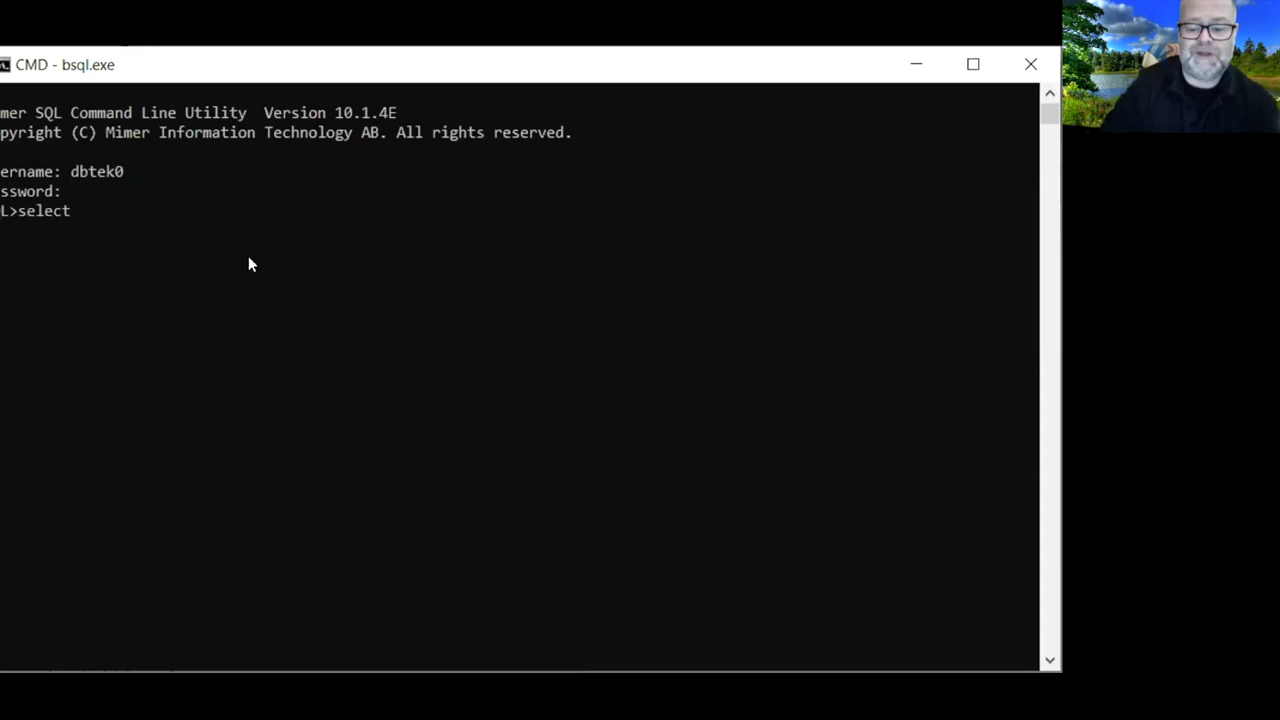 CMD - bsql.exe
mer SQL Command Line Utility  Version 10.1.4E
pyright (C) Mimer Information Technology AB. All rights reserved.
ername: dbtek0
ssword:
L>select